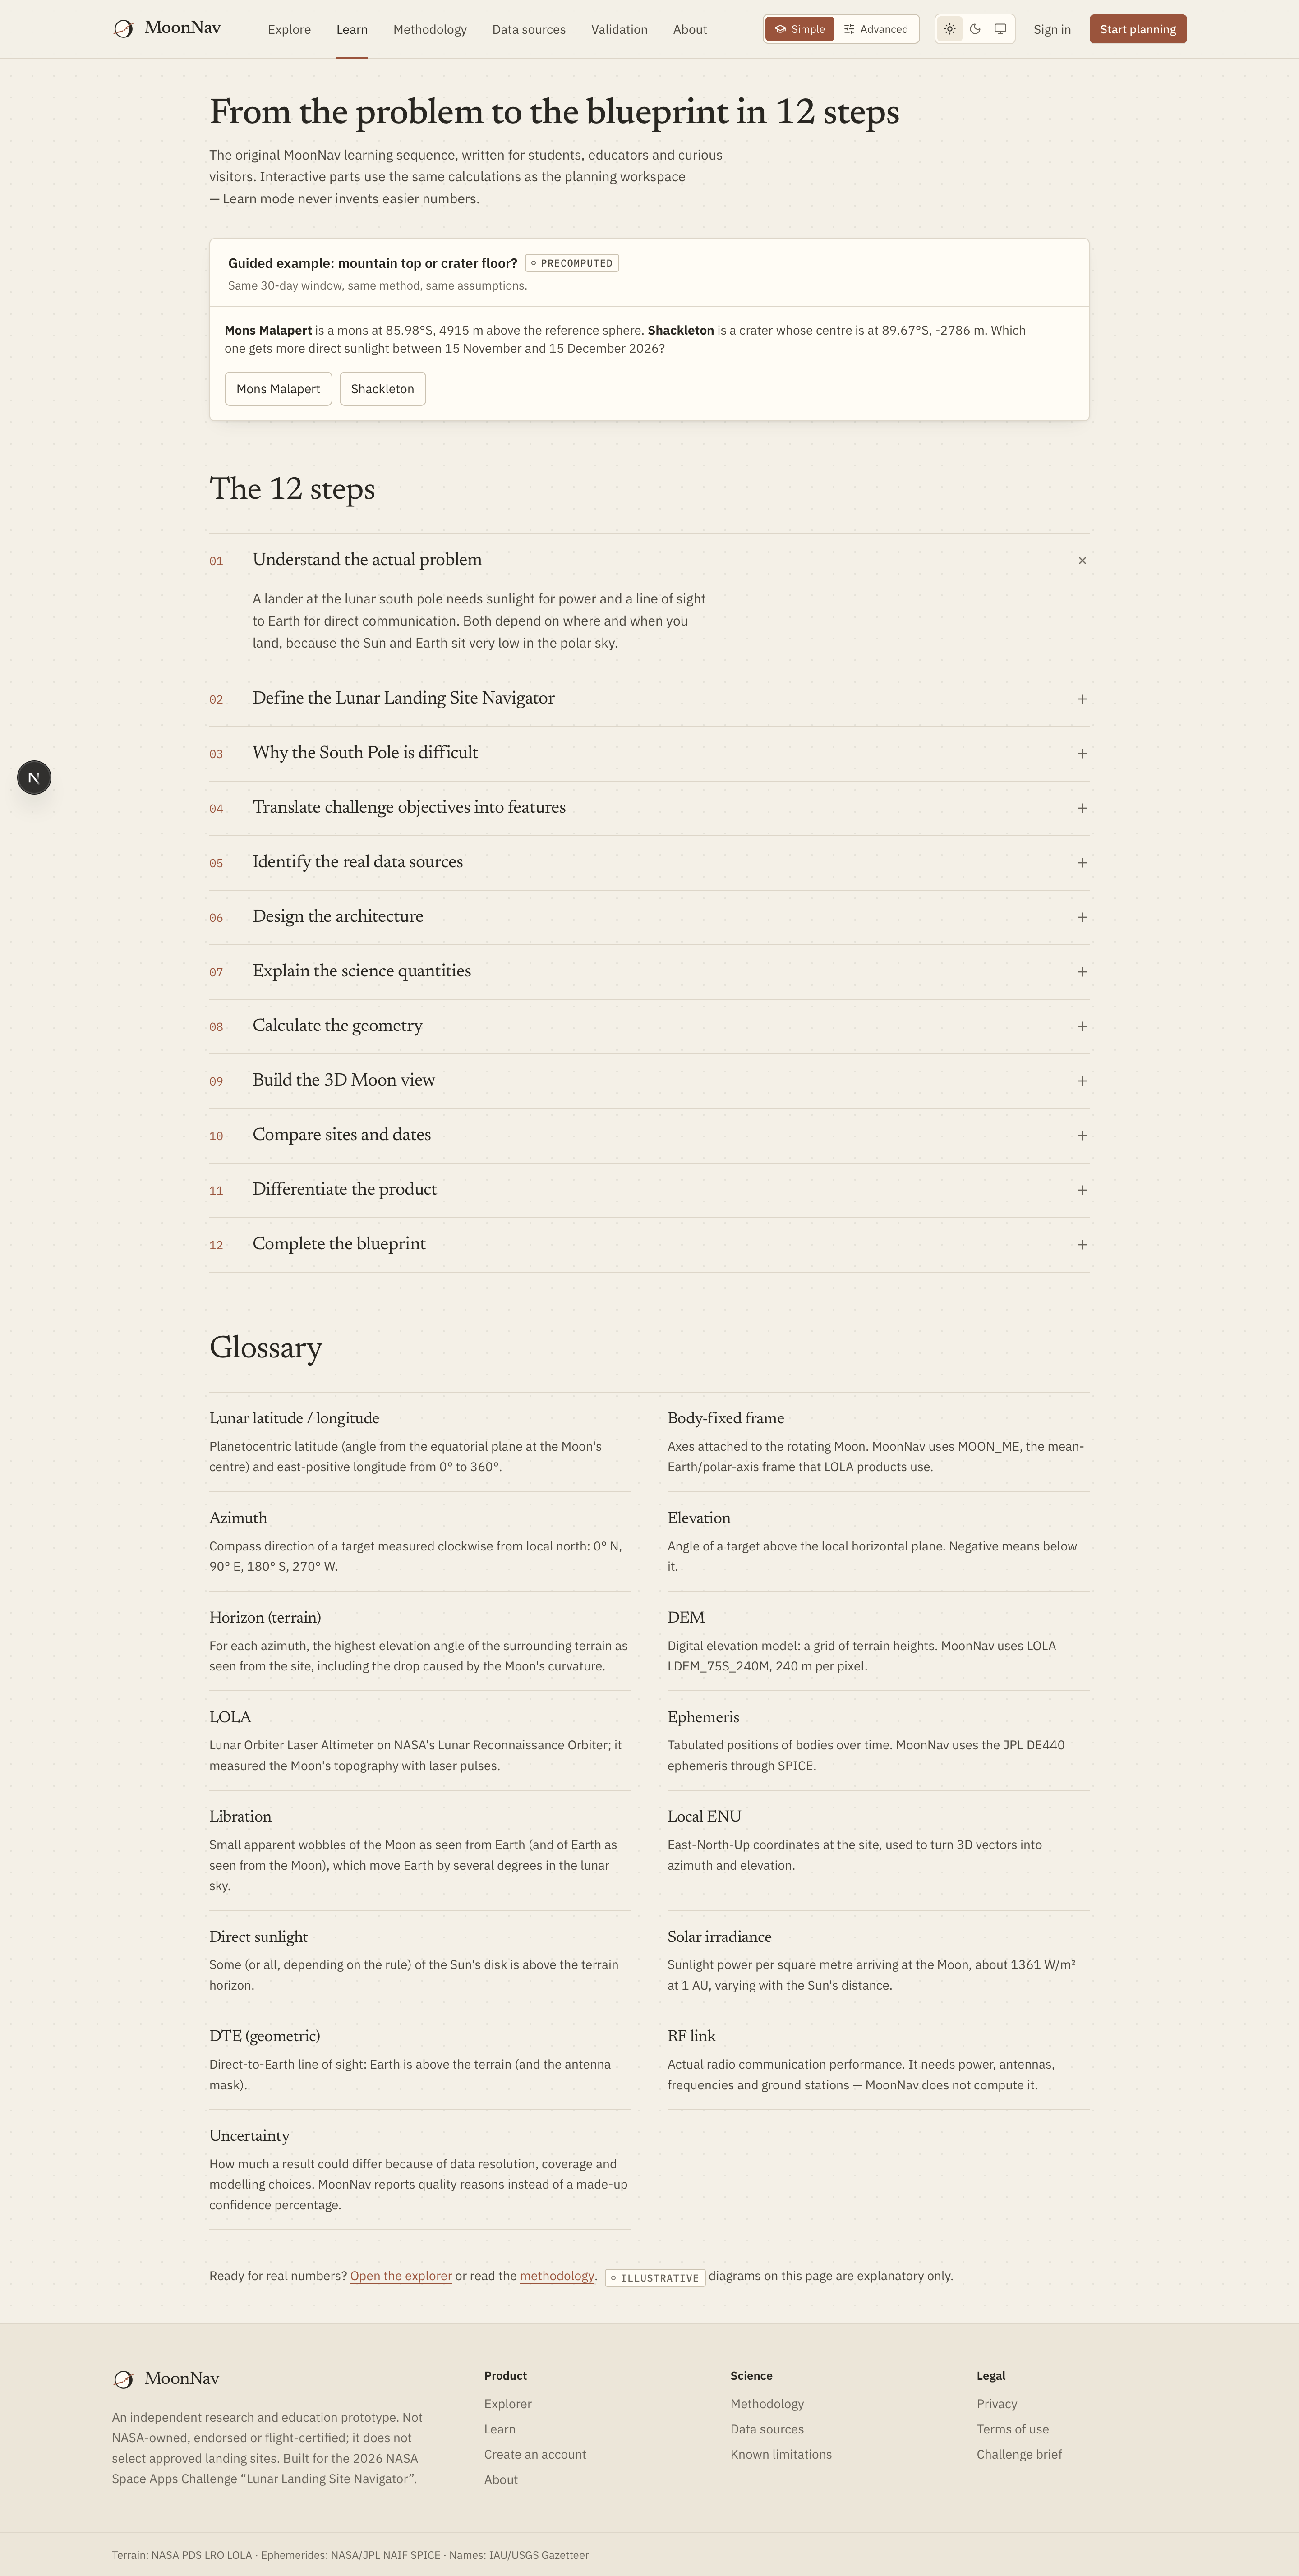 MoonNav
Explore
Learn
Methodology
Data sources
Validation
About
Simple
Advanced
Sign in
Start planning
From the problem to the blueprint in 12 steps
The original MoonNav learning sequence, written for students, educators and curious
visitors. Interactive parts use the same calculations as the planning workspace
— Learn mode never invents easier numbers.
Guided example: mountain top or crater floor? PRECOMPUTED
Same 30-day window, same method, same assumptions.
Mons Malapert is a mons at 85.98°S, 4915 m above the reference sphere. Shackleton is a crater whose centre is at 89.67°S, -2786 m. Which
one gets more direct sunlight between 15 November and 15 December 2026?
Mons Malapert
Shackleton
The 12 steps
01 Understand the actual problem ×
A lander at the lunar south pole needs sunlight for power and a line of sight
to Earth for direct communication. Both depend on where and when you
land, because the Sun and Earth sit very low in the polar sky.
02 Define the Lunar Landing Site Navigator +
N
03 Why the South Pole is difficult +
04 Translate challenge objectives into features +
05 Identify the real data sources +
06 Design the architecture +
07 Explain the science quantities +
08 Calculate the geometry +
09 Build the 3D Moon view +
10 Compare sites and dates +
11 Differentiate the product +
12 Complete the blueprint +
Glossary
Lunar latitude / longitude
Planetocentric latitude (angle from the equatorial plane at the Moon's
centre) and east-positive longitude from 0° to 360°.
Body-fixed frame
Axes attached to the rotating Moon. MoonNav uses MOON_ME, the mean-
Earth/polar-axis frame that LOLA products use.
Azimuth
Compass direction of a target measured clockwise from local north: 0° N,
90° E, 180° S, 270° W.
Elevation
Angle of a target above the local horizontal plane. Negative means below
it.
Horizon (terrain)
For each azimuth, the highest elevation angle of the surrounding terrain as
seen from the site, including the drop caused by the Moon's curvature.
DEM
Digital elevation model: a grid of terrain heights. MoonNav uses LOLA
LDEM_75S_240M, 240 m per pixel.
LOLA
Lunar Orbiter Laser Altimeter on NASA's Lunar Reconnaissance Orbiter; it
measured the Moon's topography with laser pulses.
Ephemeris
Tabulated positions of bodies over time. MoonNav uses the JPL DE440
ephemeris through SPICE.
Libration
Small apparent wobbles of the Moon as seen from Earth (and of Earth as
seen from the Moon), which move Earth by several degrees in the lunar
sky.
Local ENU
East-North-Up coordinates at the site, used to turn 3D vectors into
azimuth and elevation.
Direct sunlight
Some (or all, depending on the rule) of the Sun's disk is above the terrain
horizon.
Solar irradiance
Sunlight power per square metre arriving at the Moon, about 1361 W/m²
at 1 AU, varying with the Sun's distance.
DTE (geometric)
Direct-to-Earth line of sight: Earth is above the terrain (and the antenna
mask).
RF link
Actual radio communication performance. It needs power, antennas,
frequencies and ground stations — MoonNav does not compute it.
Uncertainty
How much a result could differ because of data resolution, coverage and
modelling choices. MoonNav reports quality reasons instead of a made-up
confidence percentage.
Ready for real numbers? Open the explorer or read the methodology. ILLUSTRATIVE diagrams on this page are explanatory only.
MoonNav
An independent research and education prototype. Not
NASA-owned, endorsed or flight-certified; it does not
select approved landing sites. Built for the 2026 NASA
Space Apps Challenge “Lunar Landing Site Navigator”.
Product
Explorer
Learn
Create an account
About
Science
Methodology
Data sources
Known limitations
Legal
Privacy
Terms of use
Challenge brief
Terrain: NASA PDS LRO LOLA · Ephemerides: NASA/JPL NAIF SPICE · Names: IAU/USGS Gazetteer